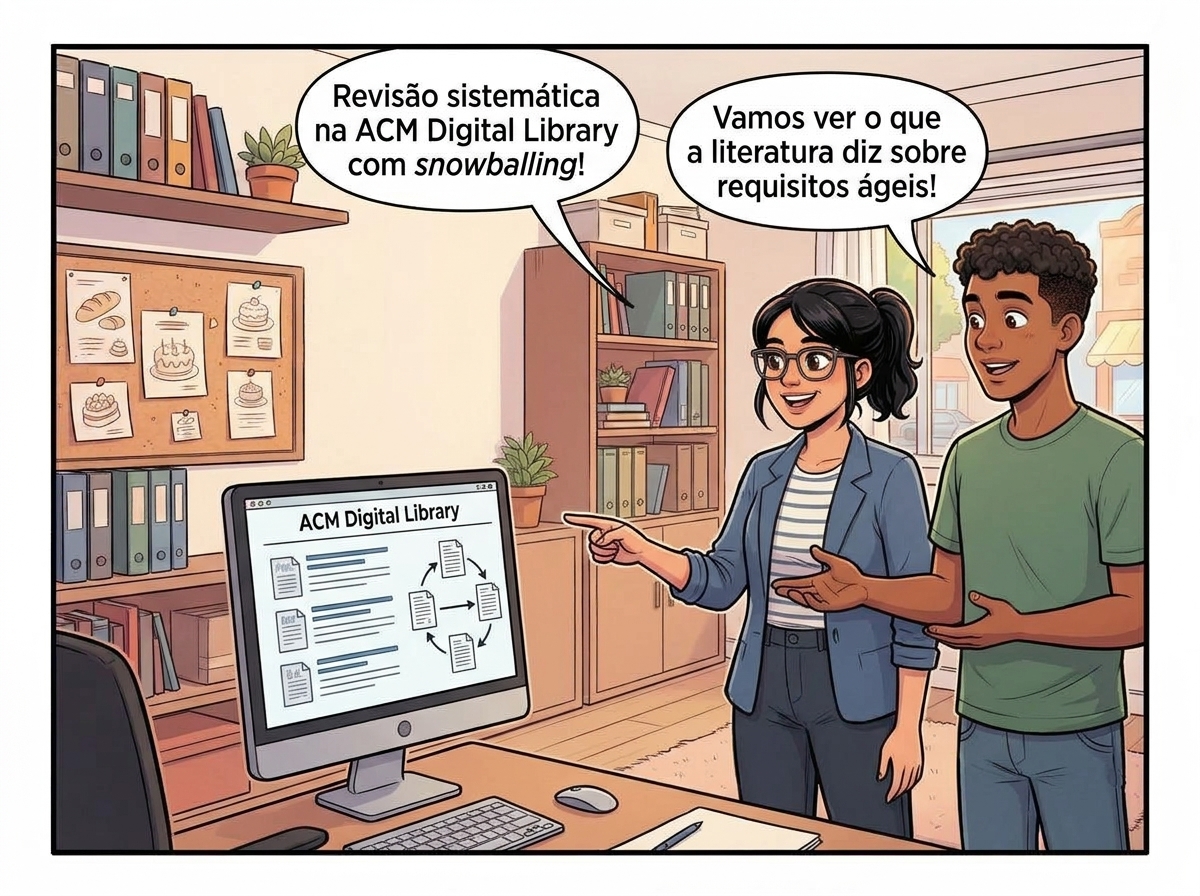 Revisão sistemática
na ACM Digital Library
com snowballing!
Vamos ver o que
a literatura diz sobre
requisitos ágeis!
ACM Digital Library